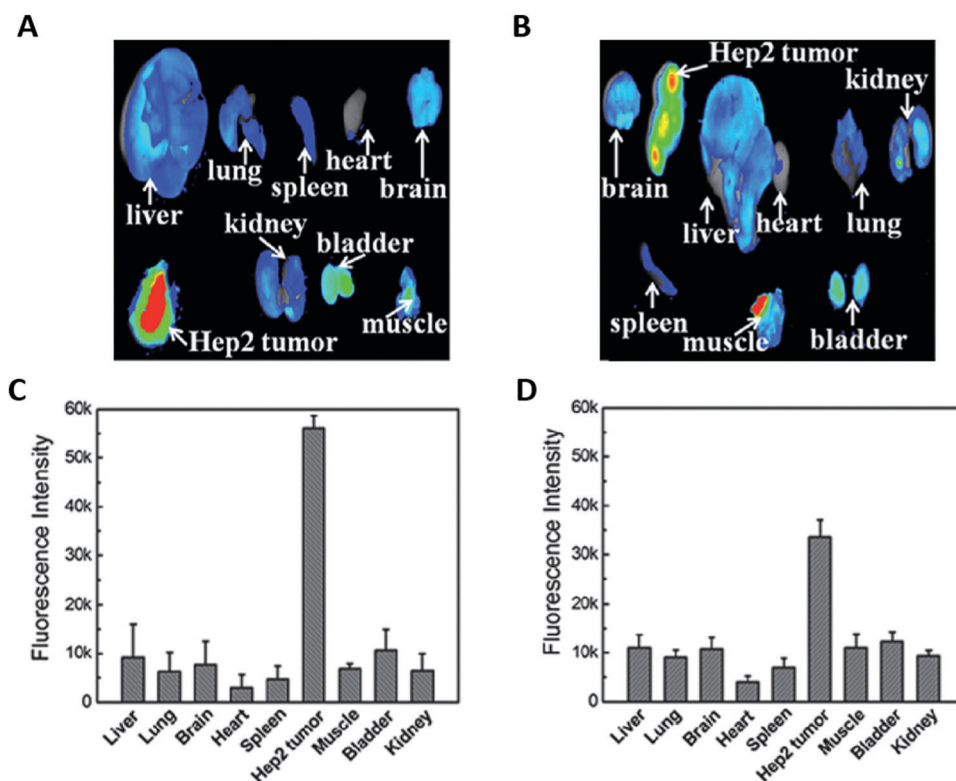 A
liver
lung
spleen
heart
brain
kidney
bladder
muscle
Hep2 tumor
B
Hep2 tumor
kidney
brain
liver
heart
lung
spleen
muscle
bladder
C
Fluorescence Intensity
60k
50k
40k
30k
20k
10k
0
Liver
Lung
Brain
Heart
Spleen
Hep2 tumor
Muscle
Bladder
Kidney
D
Fluorescence Intensity
60k
50k
40k
30k
20k
10k
0
Liver
Lung
Brain
Heart
Spleen
Hep2 tumor
Muscle
Bladder
Kidney